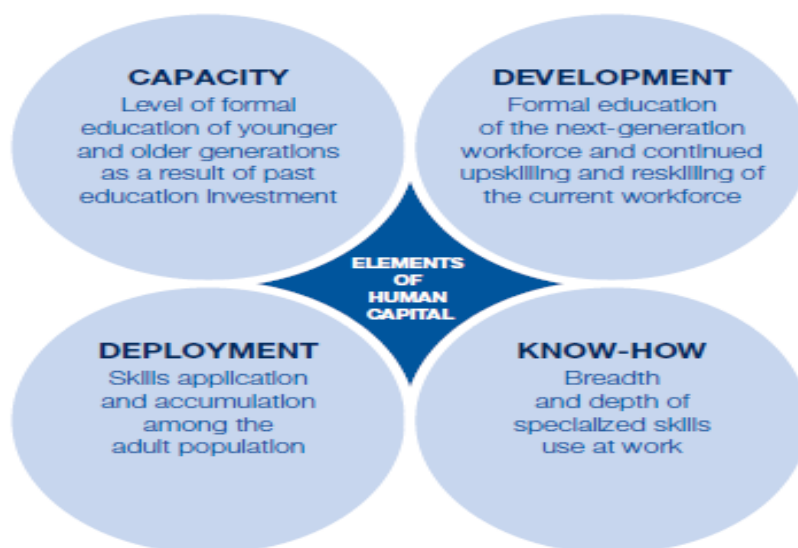 CAPACITY
Level of formal
education of younger
and older generations
as a result of past
education investment
DEVELOPMENT
Formal education
of the next-generation
workforce and continued
upskilling and reskilling of
the current workforce
ELEMENTS
OF
HUMAN
CAPITAL
DEPLOYMENT
Skills application
and accumulation
among the
adult population
KNOW-HOW
Breadth
and depth of
specialized skills
use at work